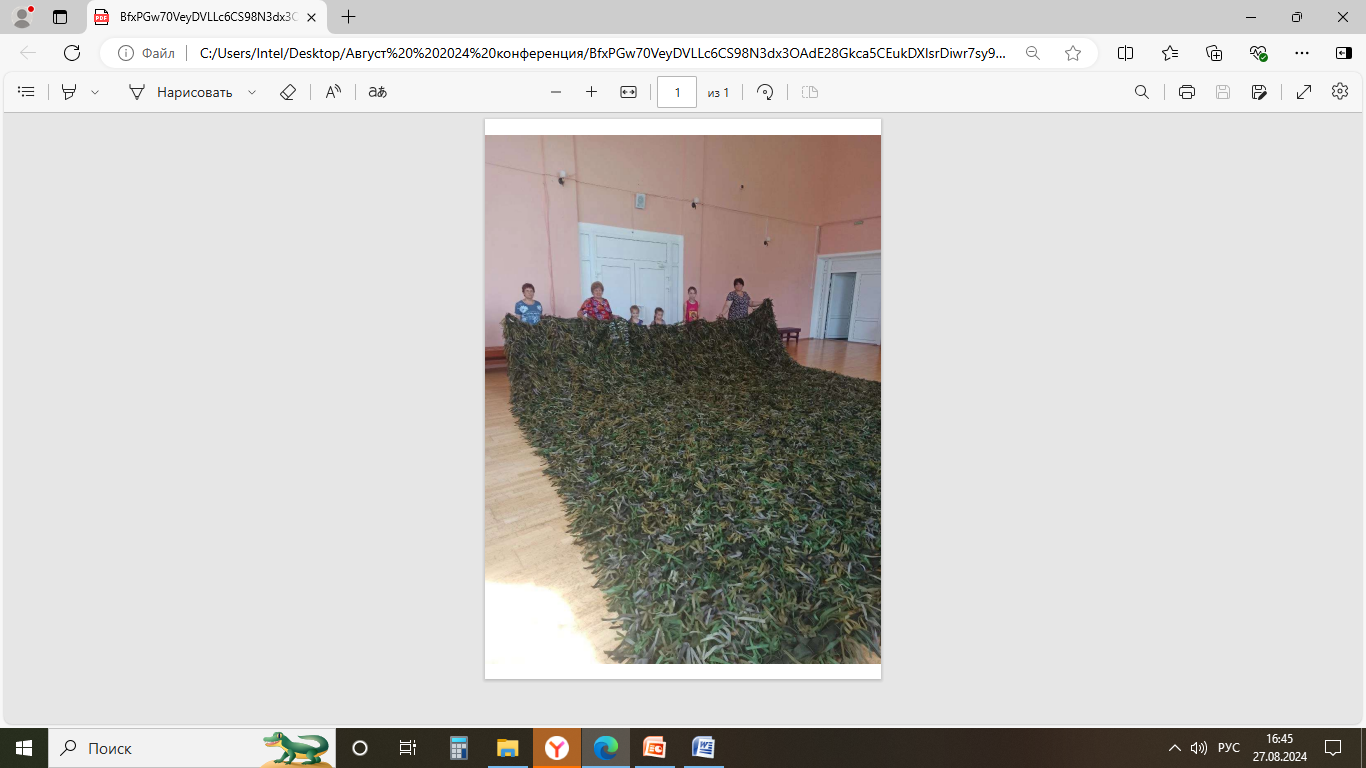 BfxPGw70VeyDVLLc6CS98N3dx3C
Файл
C:/Users/Intel/Desktop/Август%20%202024%20конференция/BfxPGw70VeyDVLLc6CS98N3dx3OAdE28Gkca5CEukDXIsrDiwr7sy9...
Нарисовать
1 из 1
Поиск
РУС
16:45
27.08.2024